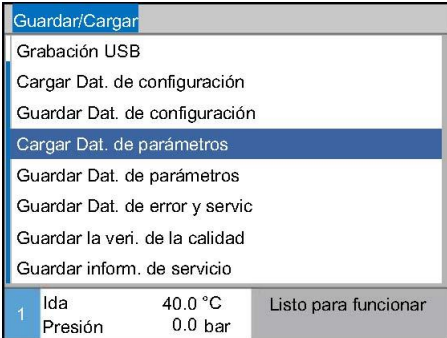 Guardar/Cargar
Grabación USB
Cargar Dat. de configuración
Guardar Dat. de configuración
Cargar Dat. de parámetros
Guardar Dat. de parámetros
Guardar Dat. de error y servic
Guardar la veri. de la calidad
Guardar inform. de servicio
1 Ida 40.0 °C Listo para funcionar
Presión 0.0 bar